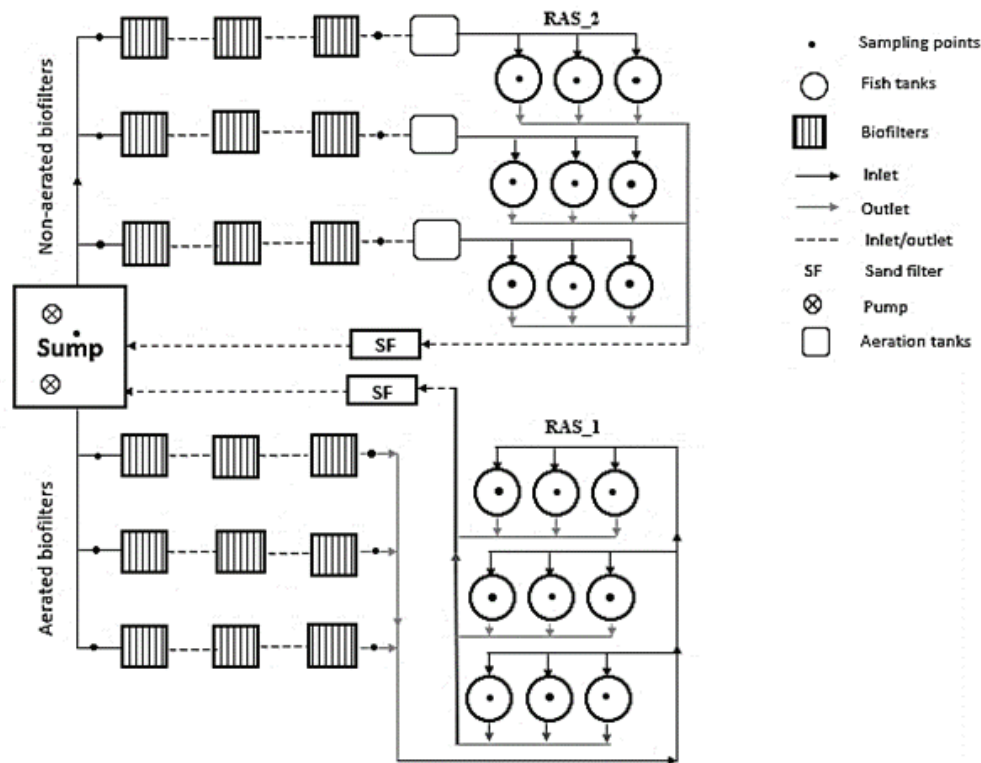 RAS_2
Non-aerated biofilters
Sump
SF
SF
RAS_1
Aerated biofilters
Sampling points
Fish tanks
Biofilters
Inlet
Outlet
Inlet/outlet
SF
Sand filter
Pump
Aeration tanks